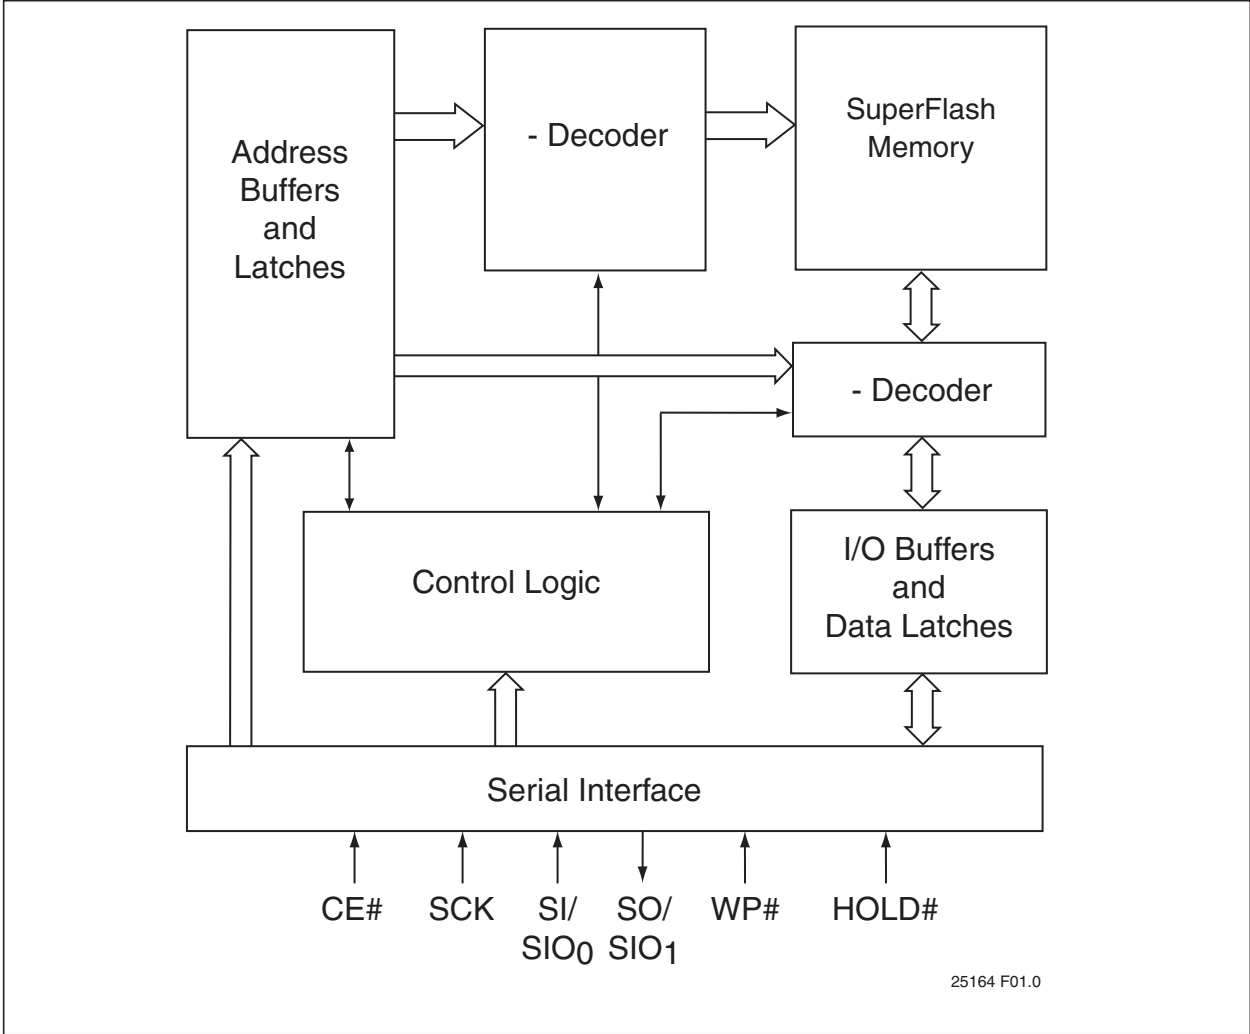 Address
Buffers
and
Latches
- Decoder
SuperFlash
Memory
- Decoder
Control Logic
I/O Buffers
and
Data Latches
Serial Interface
CE#
SCK
SI/
SIO0
SO/
SIO1
WP#
HOLD#
25164 F01.0